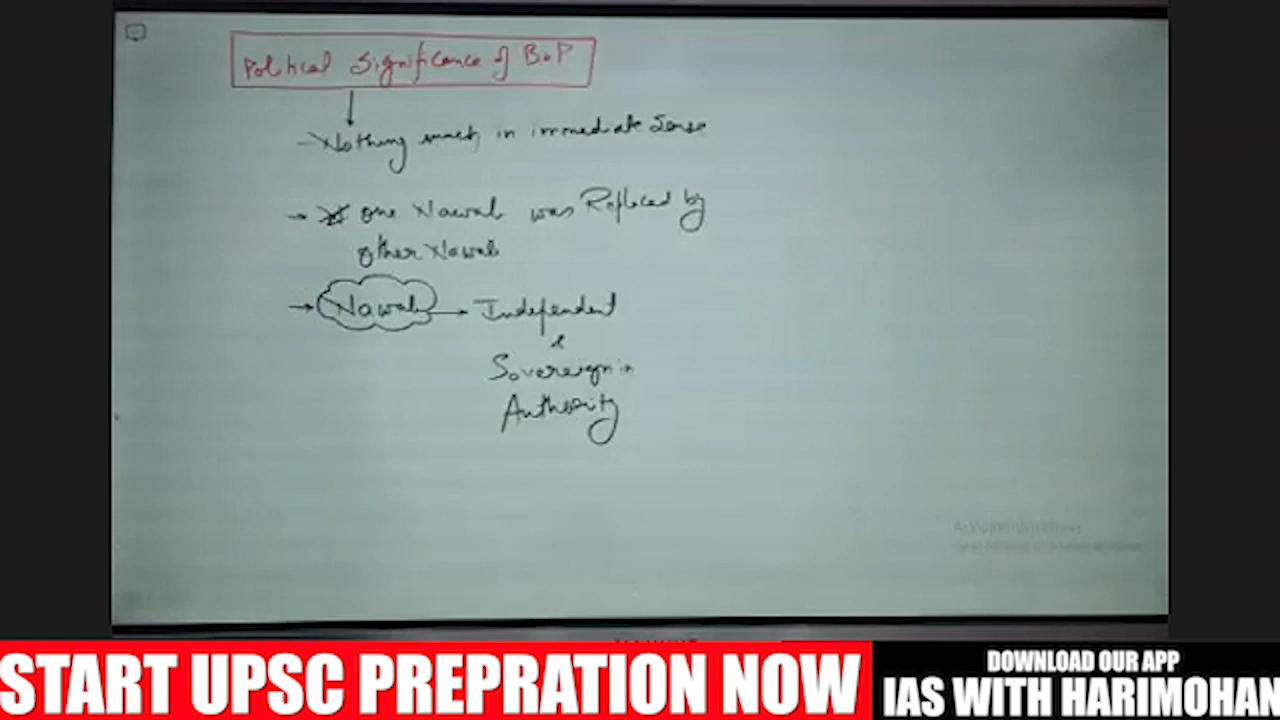 Political Significance of BoP
Nothing much in immediate Sense
one Nawab was Replaced by
other Nawab
Nawab Independent
&
Sovereign in
Authority
START UPSC PREPRATION NOW
DOWNLOAD OUR APP
IAS WITH HARIMOHAN